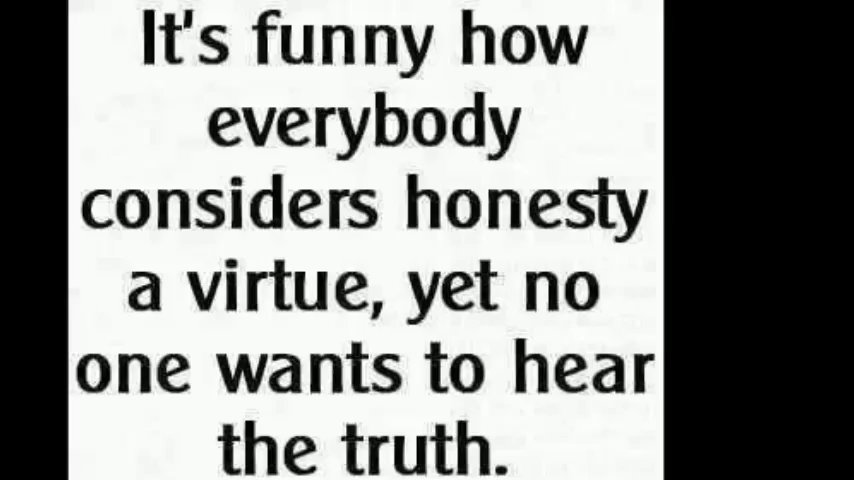 It's funny how
everybody
considers honesty
a virtue, yet no
one wants to hear
the truth.